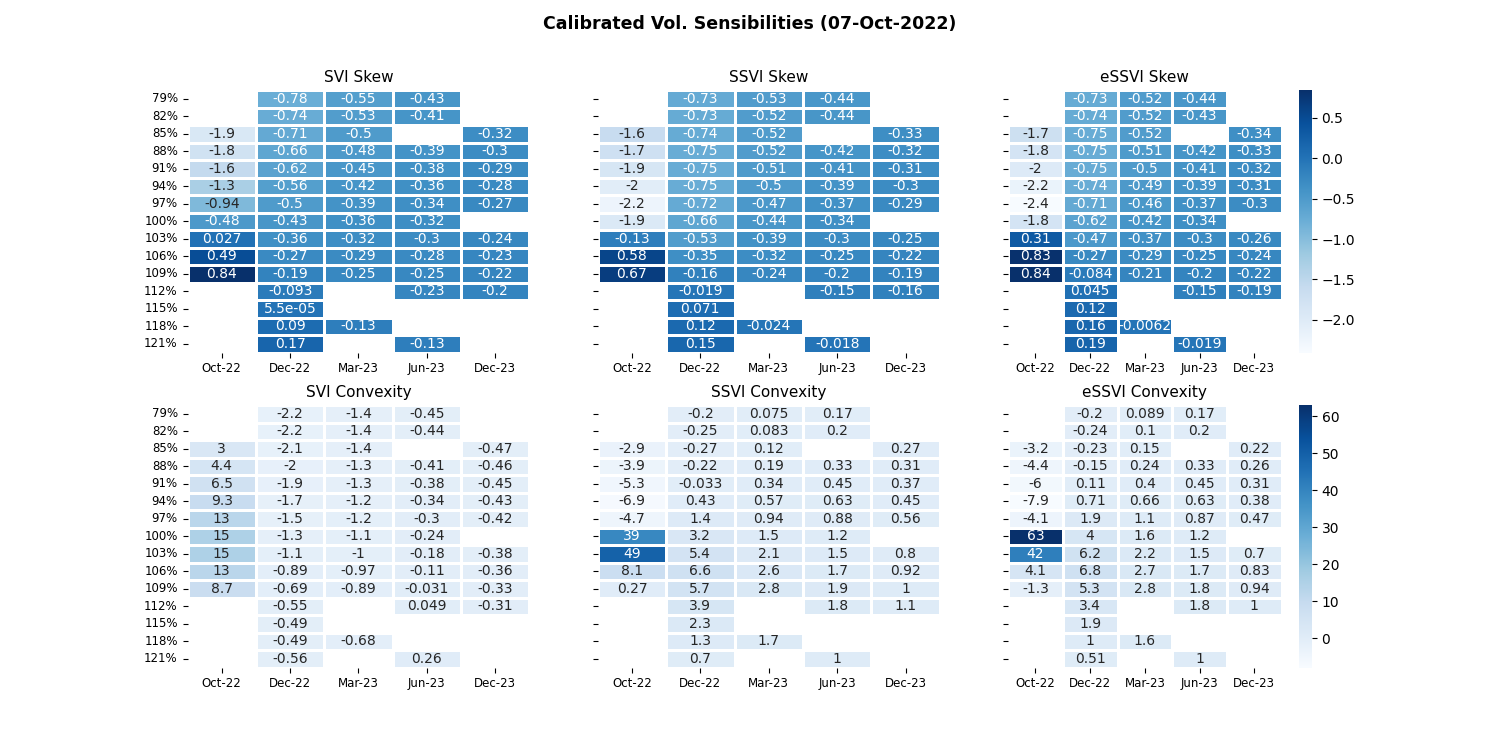 Calibrated Vol. Sensibilities (07-Oct-2022)
SVI Skew SSVI Skew eSSVI Skew
79% -0.78 -0.55 -0.43 -0.73 -0.53 -0.44 -0.73 -0.52 -0.44
82% -0.74 -0.53 -0.41 -0.73 -0.52 -0.44 -0.74 -0.52 -0.43
0.5
85% -1.9 -0.71 -0.5 -0.32 -1.6 -0.74 -0.52 -0.33 -1.7 -0.75 -0.52 -0.34
88% -1.8 -0.66 -0.48 -0.39 -0.3 -1.7 -0.75 -0.52 -0.42 -0.32 -1.8 -0.75 -0.51 -0.42 -0.33
0.0
91% -1.6 -0.62 -0.45 -0.38 -0.29 -1.9 -0.75 -0.51 -0.41 -0.31 -2 -0.75 -0.5 -0.41 -0.32
94% -1.3 -0.56 -0.42 -0.36 -0.28 -2 -0.75 -0.5 -0.39 -0.3 -2.2 -0.74 -0.49 -0.39 -0.31
−0.5
97% -0.94 -0.5 -0.39 -0.34 -0.27 -2.2 -0.72 -0.47 -0.37 -0.29 -2.4 -0.71 -0.46 -0.37 -0.3
100% -0.48 -0.43 -0.36 -0.32 -1.9 -0.66 -0.44 -0.34 -1.8 -0.62 -0.42 -0.34
103% 0.027 -0.36 -0.32 -0.3 -0.24 -0.13 -0.53 -0.39 -0.3 -0.25 0.31 -0.47 -0.37 -0.3 -0.26
−1.0
106% 0.49 -0.27 -0.29 -0.28 -0.23 0.58 -0.35 -0.32 -0.25 -0.22 0.83 -0.27 -0.29 -0.25 -0.24
109% 0.84 -0.19 -0.25 -0.25 -0.22 0.67 -0.16 -0.24 -0.2 -0.19 0.84 -0.084 -0.21 -0.2 -0.22
−1.5
112% -0.093 -0.23 -0.2 -0.019 -0.15 -0.16 0.045 -0.15 -0.19
115% 5.5e-05 0.071 0.12
−2.0
118% 0.09 -0.13 0.12 -0.024 0.16 -0.0062
121% 0.17 -0.13 0.15 -0.018 0.19 -0.019
Oct-22 Dec-22 Mar-23 Jun-23 Dec-23 Oct-22 Dec-22 Mar-23 Jun-23 Dec-23 Oct-22 Dec-22 Mar-23 Jun-23 Dec-23
SVI Convexity SSVI Convexity eSSVI Convexity
79% -2.2 -1.4 -0.45 -0.2 0.075 0.17 -0.2 0.089 0.17
60
82% -2.2 -1.4 -0.44 -0.25 0.083 0.2 -0.24 0.1 0.2
85% 3 -2.1 -1.4 -0.47 -2.9 -0.27 0.12 0.27 -3.2 -0.23 0.15 0.22
50
88% 4.4 -2 -1.3 -0.41 -0.46 -3.9 -0.22 0.19 0.33 0.31 -4.4 -0.15 0.24 0.33 0.26
91% 6.5 -1.9 -1.3 -0.38 -0.45 -5.3 -0.033 0.34 0.45 0.37 -6 0.11 0.4 0.45 0.31
40
94% 9.3 -1.7 -1.2 -0.34 -0.43 -6.9 0.43 0.57 0.63 0.45 -7.9 0.71 0.66 0.63 0.38
97% 13 -1.5 -1.2 -0.3 -0.42 -4.7 1.4 0.94 0.88 0.56 -4.1 1.9 1.1 0.87 0.47
30
100% 15 -1.3 -1.1 -0.24 39 3.2 1.5 1.2 63 4 1.6 1.2
103% 15 -1.1 -1 -0.18 -0.38 49 5.4 2.1 1.5 0.8 42 6.2 2.2 1.5 0.7
20
106% 13 -0.89 -0.97 -0.11 -0.36 8.1 6.6 2.6 1.7 0.92 4.1 6.8 2.7 1.7 0.83
109% 8.7 -0.69 -0.89 -0.031 -0.33 0.27 5.7 2.8 1.9 1 -1.3 5.3 2.8 1.8 0.94
10
112% -0.55 0.049 -0.31 3.9 1.8 1.1 3.4 1.8 1
115% -0.49 2.3 1.9
0
118% -0.49 -0.68 1.3 1.7 1 1.6
121% -0.56 0.26 0.7 1 0.51 1
Oct-22 Dec-22 Mar-23 Jun-23 Dec-23 Oct-22 Dec-22 Mar-23 Jun-23 Dec-23 Oct-22 Dec-22 Mar-23 Jun-23 Dec-23